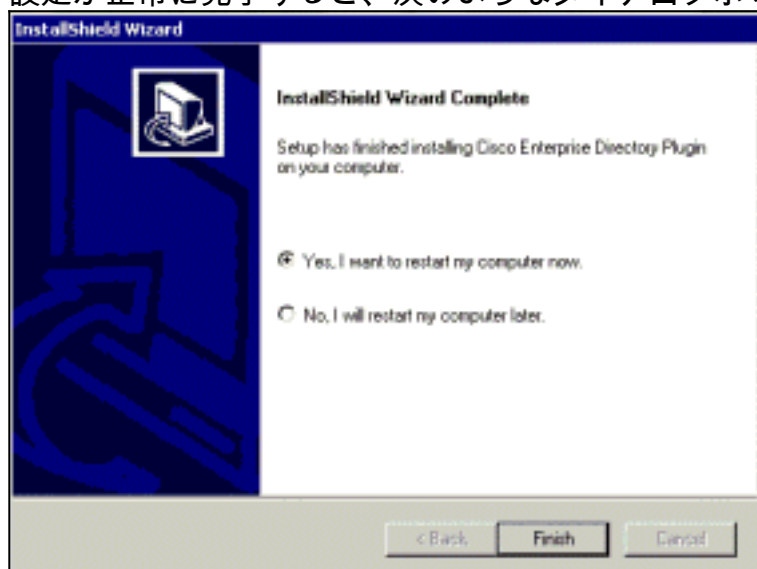 設定が正常に完了すると、次のようなダイアログボ
InstallShield Wizard
InstallShield Wizard Complete
Setup has finished installing Cisco Enterprise Directory Plugin
on your computer.
Yes, I want to restart my computer now.
No, I will restart my computer later.
< Back
Finish
Cancel